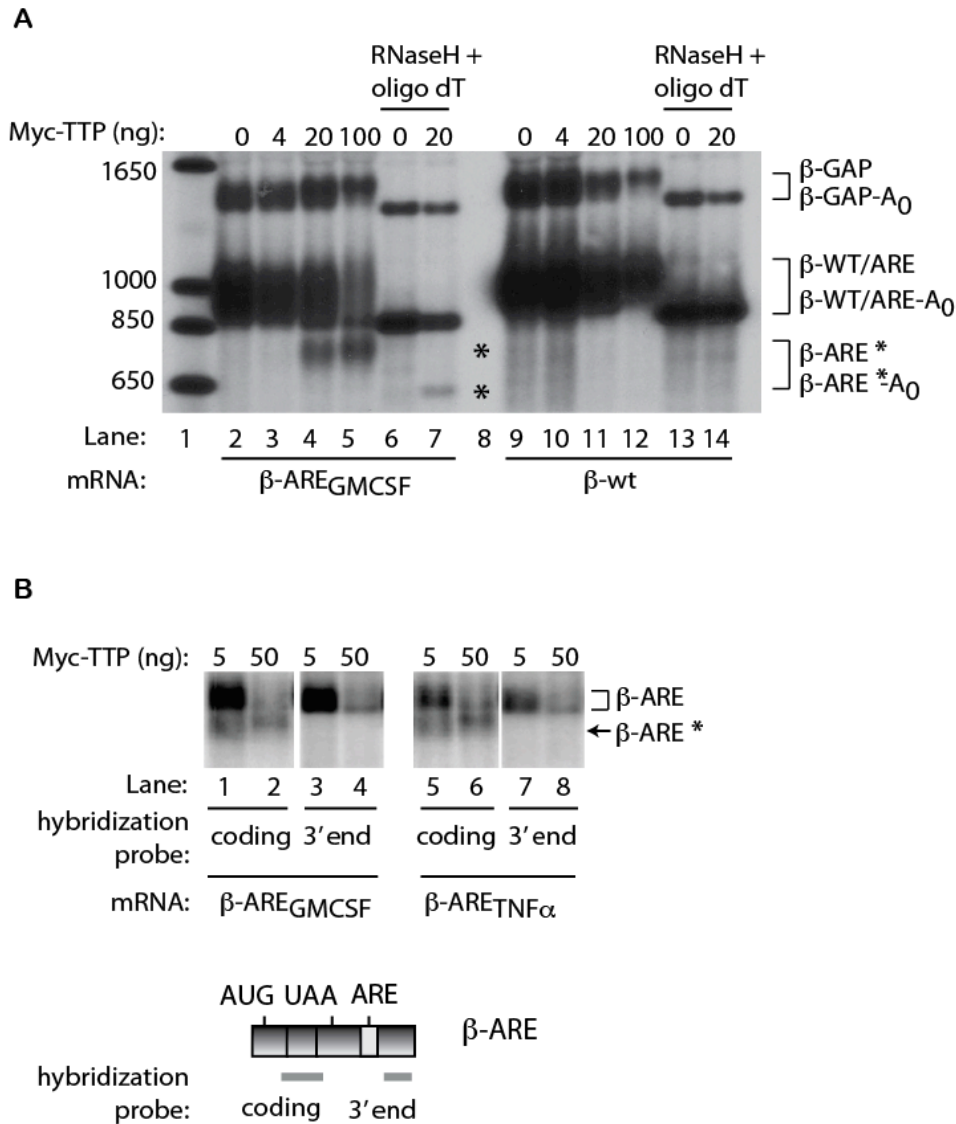 A
RNaseH + oligo dT RNaseH + oligo dT
Myc-TTP (ng): 0 4 20 100 0 20 0 4 20 100 0 20
1650
1000
850
650
β-GAP
β-GAP-A0
β-WT/ARE
β-WT/ARE-A0
* β-ARE *
* β-ARE *-A0
Lane: 1 2 3 4 5 6 7 8 9 10 11 12 13 14
mRNA: β-AREGMCSF β-wt
B
Myc-TTP (ng): 5 50 5 50 5 50 5 50
β-ARE
β-ARE *
Lane: 1 2 3 4 5 6 7 8
hybridization
probe: coding 3' end coding 3' end
mRNA: β-AREGMCSF β-ARETNFα
AUG UAA ARE
β-ARE
hybridization
probe: coding 3' end